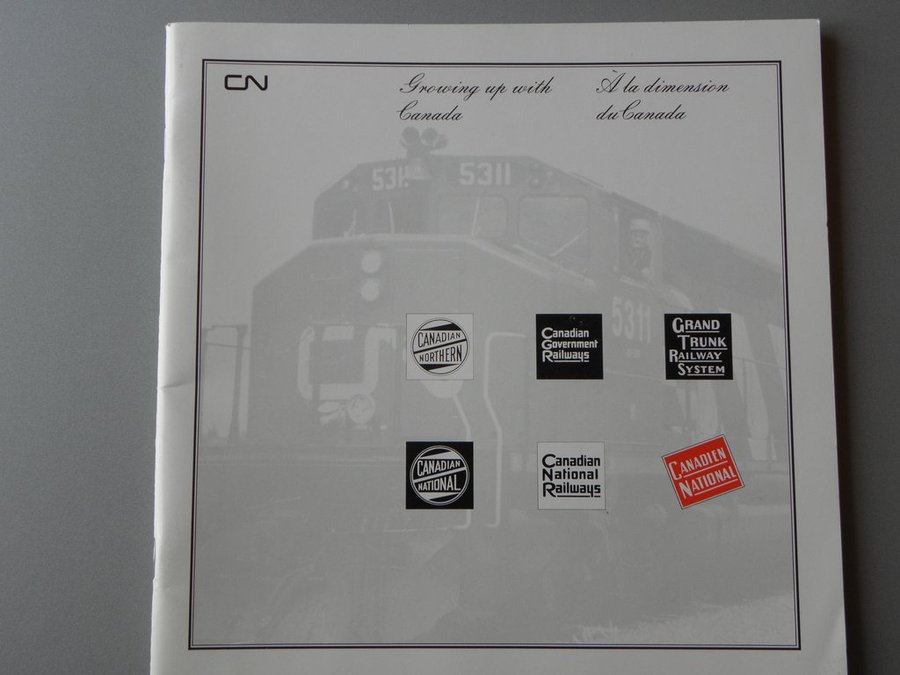 CN
Growing up with
Canada
À la dimension
du Canada
5311
5311
5311
CANADIAN
NORTHERN
Canadian
Government
Railways
GRAND
TRUNK
RAILWAY
SYSTEM
CANADIAN
NATIONAL
Canadian
National
Railways
CANADIEN
NATIONAL